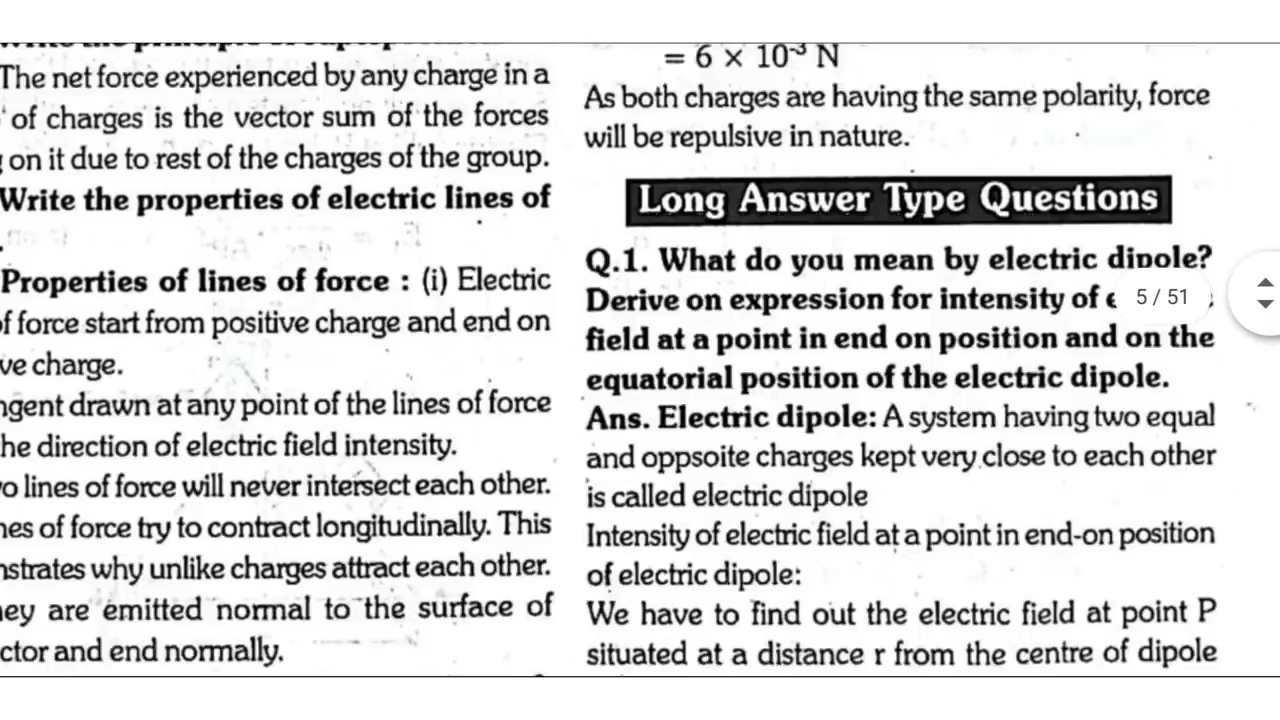 The net force experienced by any charge in a
of charges is the vector sum of the forces
on it due to rest of the charges of the group.
Write the properties of electric lines of
Properties of lines of force : (i) Electric
f force start from positive charge and end on
ve charge.
ngent drawn at any point of the lines of force
he direction of electric field intensity.
o lines of force will never intersect each other.
nes of force try to contract longitudinally. This
nstrates why unlike charges attract each other.
ney are emitted normal to the surface of
ctor and end normally.
= 6 × 10⁻³ N
As both charges are having the same polarity, force
will be repulsive in nature.
Long Answer Type Questions
Q.1. What do you mean by electric dipole?
Derive on expression for intensity of
field at a point in end on position and on the
equatorial position of the electric dipole.
Ans. Electric dipole: A system having two equal
and oppsoite charges kept very close to each other
is called electric dipole
Intensity of electric field at a point in end-on position
of electric dipole:
We have to find out the electric field at point P
situated at a distance r from the centre of dipole
5 / 51